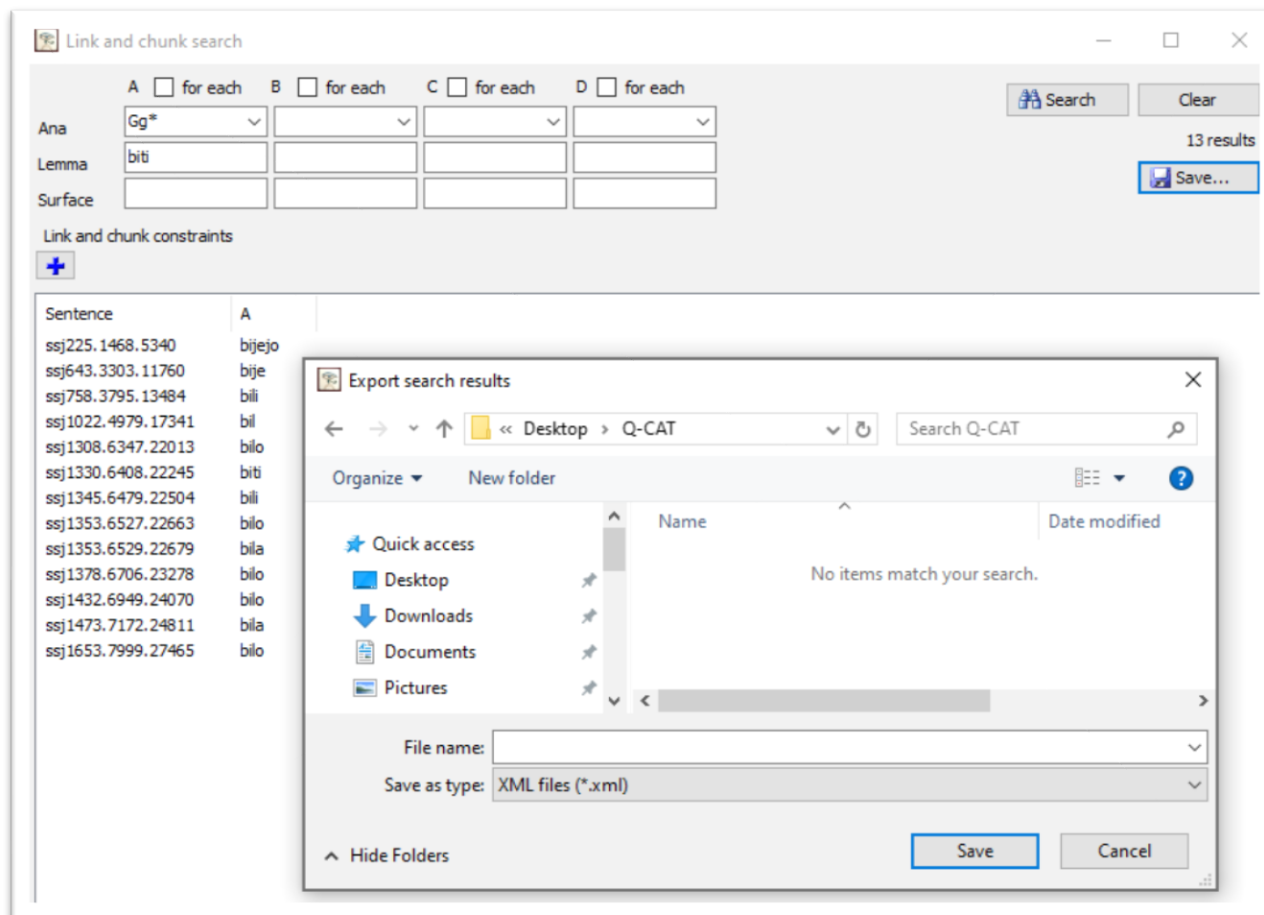 Link and chunk search
A for each B for each C for each D for each
Search Clear
Ana Gg*
13 results
Lemma biti
Save...
Surface
Link and chunk constraints
Sentence A
ssj225.1468.5340 bijejo
ssj643.3303.11760 bije
ssj758.3795.13484 bili
ssj1022.4979.17341 bil
ssj1308.6347.22013 bilo
ssj1330.6408.22245 biti
ssj1345.6479.22504 bili
ssj1353.6527.22663 bilo
ssj1353.6529.22679 bila
ssj1378.6706.23278 bilo
ssj1432.6949.24070 bilo
ssj1473.7172.24811 bila
ssj1653.7999.27465 bilo
Export search results
« Desktop > Q-CAT Search Q-CAT
Organize New folder
Name Date modified
Quick access
No items match your search.
Desktop
Downloads
Documents
Pictures
File name:
Save as type: XML files (*.xml)
Hide Folders Save Cancel